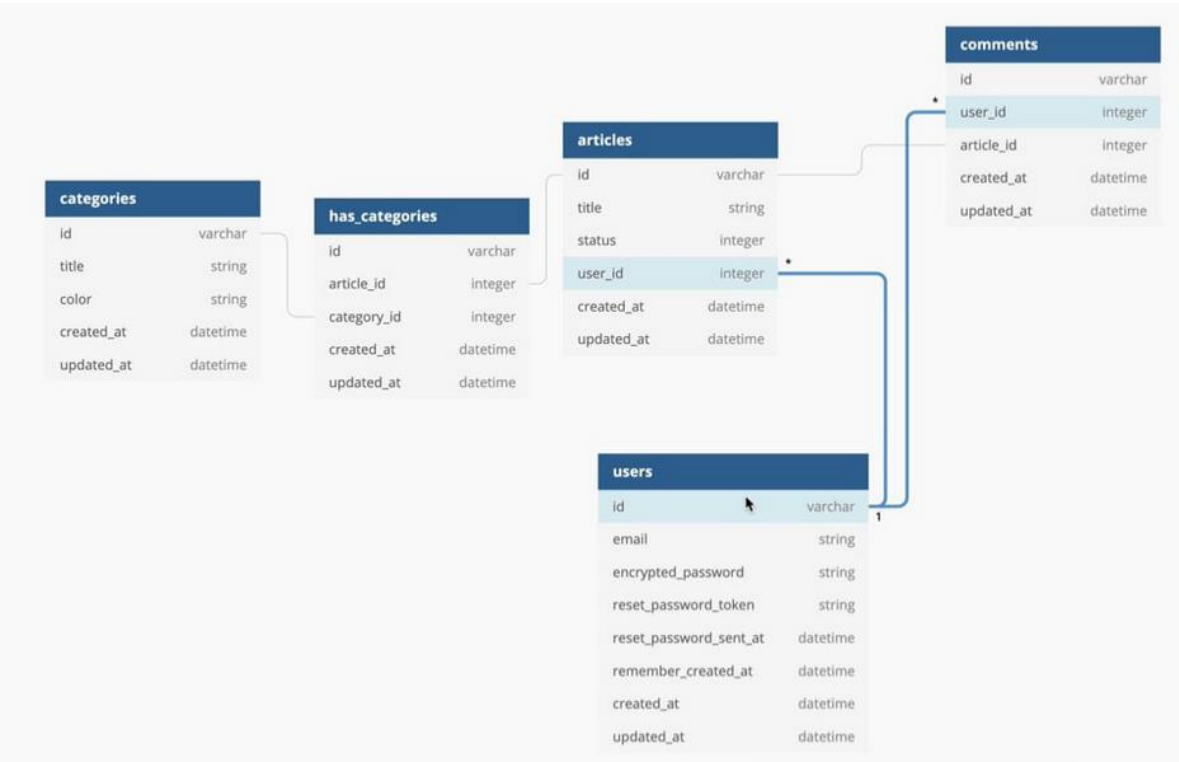 categories
id varchar
title string
color string
created_at datetime
updated_at datetime
has_categories
id varchar
article_id integer
category_id integer
created_at datetime
updated_at datetime
articles
id varchar
title string
status integer
user_id integer
created_at datetime
updated_at datetime
*
comments
id varchar
* user_id integer
article_id integer
created_at datetime
updated_at datetime
users
id varchar
1
email string
encrypted_password string
reset_password_token string
reset_password_sent_at datetime
remember_created_at datetime
created_at datetime
updated_at datetime